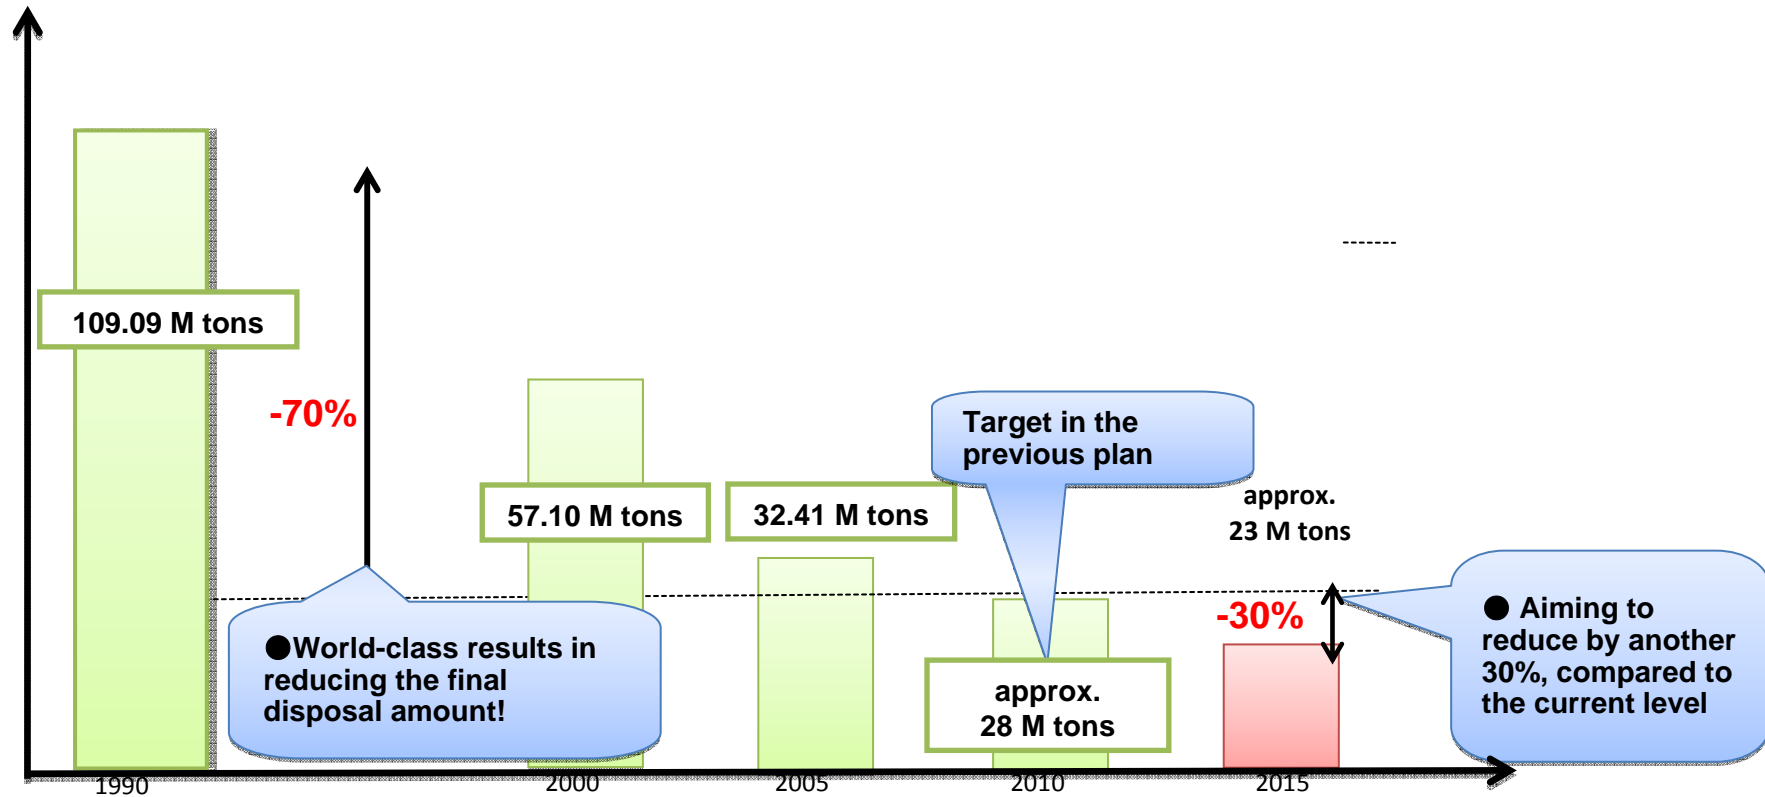 109.09 M tons
-70%
●World-class results in
reducing the final
disposal amount!
57.10 M tons
32.41 M tons
Target in the
previous plan
approx.
28 M tons
approx.
23 M tons
-30%
● Aiming to
reduce by another
30%, compared to
the current level
1990
2000
2005
2010
2015